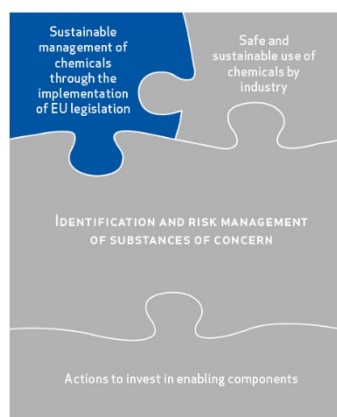 Sustainable
management of
chemicals
through the
implementation
of EU legislation
Safe and
sustainable use of
chemicals by
industry
IDENTIFICATION AND RISK MANAGEMENT
OF SUBSTANCES OF CONCERN
Actions to invest in enabling components